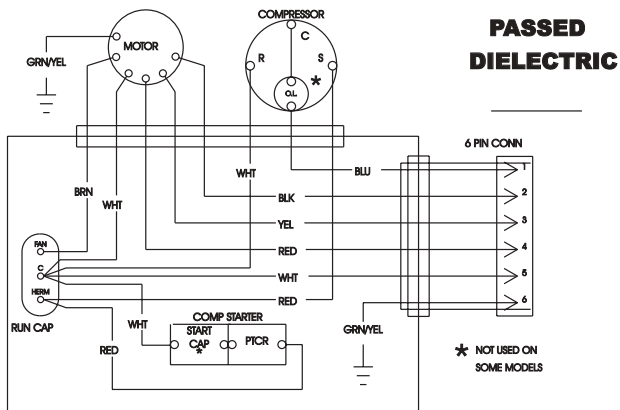 COMPRESSOR
PASSED
DIELECTRIC
MOTOR
C
R
S
*
O.L.
GRN/YEL
6 PIN CONN
WHT
BLU
1
BRN
WHT
BLK
2
YEL
3
FAN
RED
4
C
WHT
5
HERM
RED
6
RUN CAP
WHT
COMP STARTER
START
CAP
*
PTCR
GRN/YEL
RED
* NOT USED ON
SOME MODELS